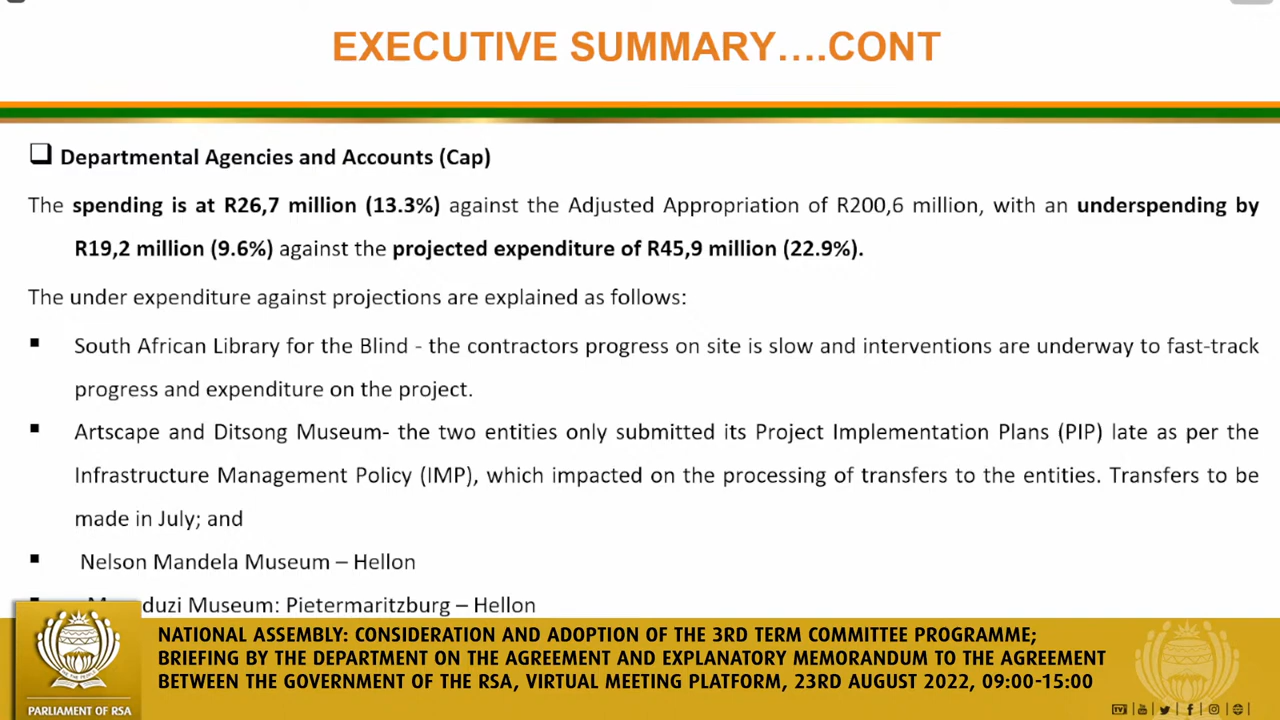 EXECUTIVE SUMMARY….CONT
Departmental Agencies and Accounts (Cap)
The spending is at R26,7 million (13.3%) against the Adjusted Appropriation of R200,6 million, with an underspending by
R19,2 million (9.6%) against the projected expenditure of R45,9 million (22.9%).
The under expenditure against projections are explained as follows:
South African Library for the Blind - the contractors progress on site is slow and interventions are underway to fast-track
progress and expenditure on the project.
Artscape and Ditsong Museum- the two entities only submitted its Project Implementation Plans (PIP) late as per the
Infrastructure Management Policy (IMP), which impacted on the processing of transfers to the entities. Transfers to be
made in July; and
Nelson Mandela Museum – Hellon
Museum: Pietermaritzburg – Hellon
NATIONAL ASSEMBLY: CONSIDERATION AND ADOPTION OF THE 3RD TERM COMMITTEE PROGRAMME;
BRIEFING BY THE DEPARTMENT ON THE AGREEMENT AND EXPLANATORY MEMORANDUM TO THE AGREEMENT
BETWEEN THE GOVERNMENT OF THE RSA, VIRTUAL MEETING PLATFORM, 23RD AUGUST 2022, 09:00-15:00
PARLIAMENT OF RSA